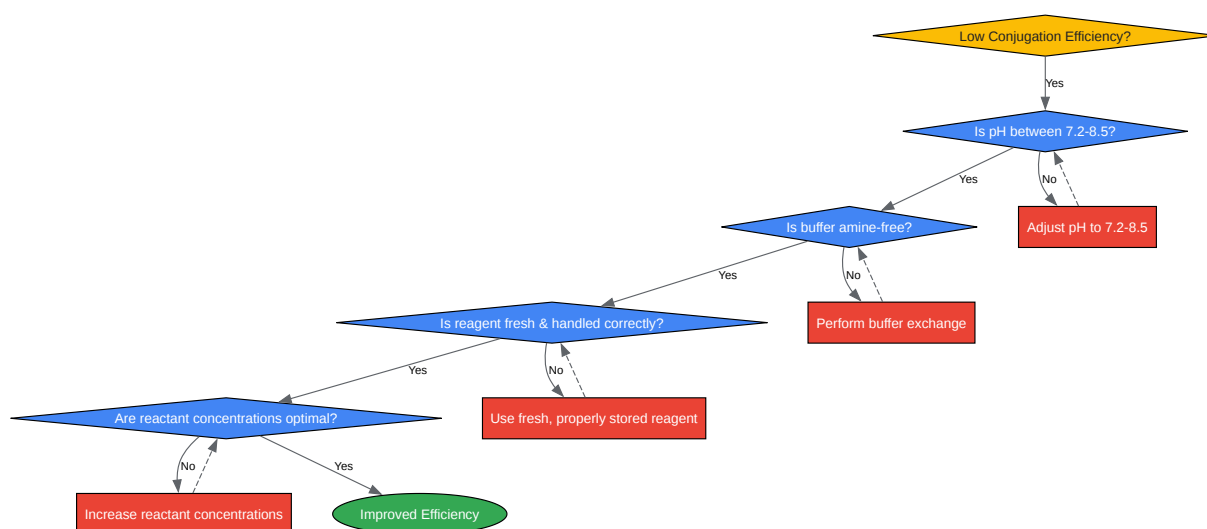 Low Conjugation Efficiency?
Yes
Is pH between 7.2-8.5?
Yes
No
Is buffer amine-free?
Adjust pH to 7.2-8.5
Yes
No
Is reagent fresh & handled correctly?
Perform buffer exchange
Yes
No
Are reactant concentrations optimal?
Use fresh, properly stored reagent
No
Yes
Increase reactant concentrations
Improved Efficiency